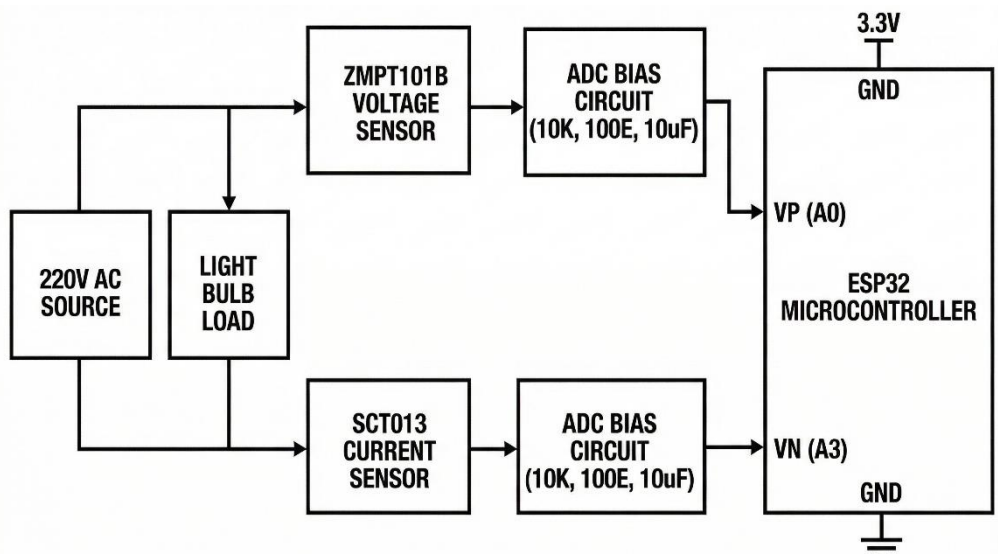 3.3V
GND
ZMPT101B
VOLTAGE
SENSOR
ADC BIAS
CIRCUIT
(10K, 100E, 10uF)
VP (A0)
220V AC
SOURCE
LIGHT
BULB
LOAD
ESP32
MICROCONTROLLER
SCT013
CURRENT
SENSOR
ADC BIAS
CIRCUIT
(10K, 100E, 10uF)
VN (A3)
GND